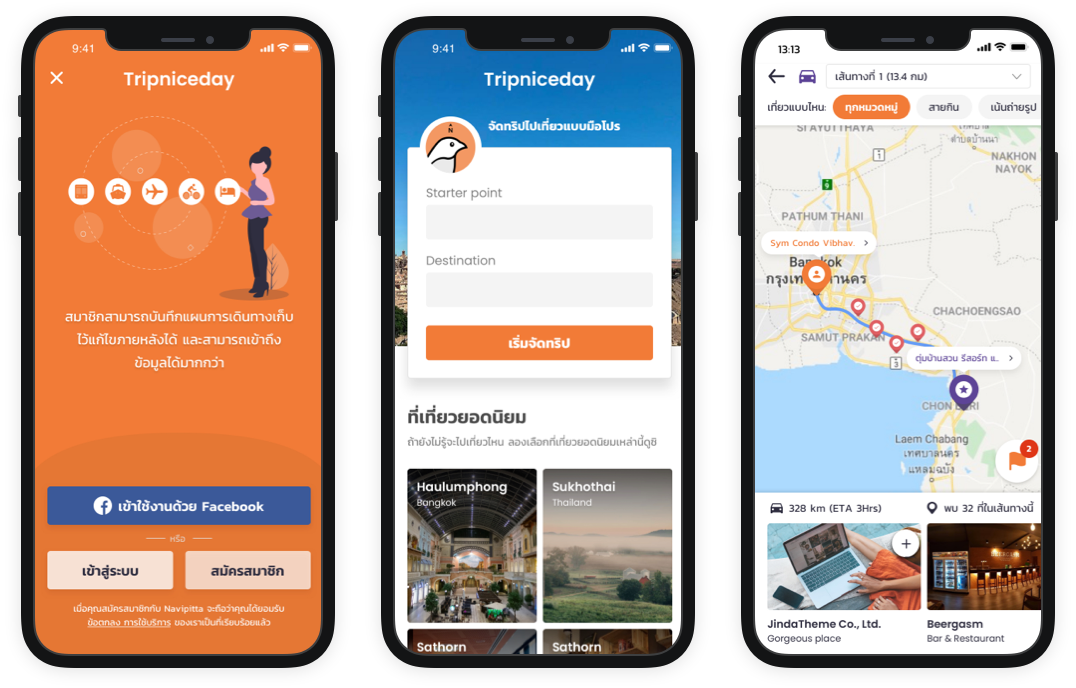 9:41
Tripniceday
สมาชิกสามารถบันทึกแผนการเดินทางเก็บ
ไว้แก้ไขภายหลังได้ และสามารถเข้าถึง
ข้อมูลได้มากกว่า
เข้าใช้งานด้วย Facebook
หรือ
เข้าสู่ระบบ
สมัครสมาชิก
เมื่อคุณสมัครสมาชิกกับ Navipitta จะถือว่าคุณได้ยอมรับ
ข้อตกลง การใช้บริการ ของเราเป็นที่เรียบร้อยแล้ว
9:41
Tripniceday
N
จัดทริปไปเที่ยวแบบมือโปร
Starter point
Destination
เริ่มจัดทริป
ที่เที่ยวยอดนิยม
ถ้ายังไม่รู้จะไปเที่ยวไหน ลองเลือกที่เที่ยวยอดนิยมเหล่านี้ดูซิ
Haulumphong
Bangkok
Sukhothai
Thailand
Sathorn
Sathorn
13:13
เส้นทางที่ 1 (13.4 กม)
เที่ยวแบบไหน:
ทุกหมวดหมู่
สายกิน
เน้นถ่ายรูป
SI AYUTTHAYA
ตำบลบ้านนา
1
NAKHON
NAYOK
9
PATHUM THANI
Sym Condo Vibhav.
Bangkok
กรุงเทพมหานคร
CHACHOENGSAO
SAMUT PRAKAN
ตุ่มบ้านสวน รีสอร์ท แ..
3
CHON BURI
Laem Chabang
เทศบาลนคร
แหลมฉบัง
2
328 km (ETA 3Hrs)
พบ 32 ที่ในเส้นทางนี้
JindaTheme Co., Ltd.
Gorgeous place
Beergasm
Bar & Restaurant